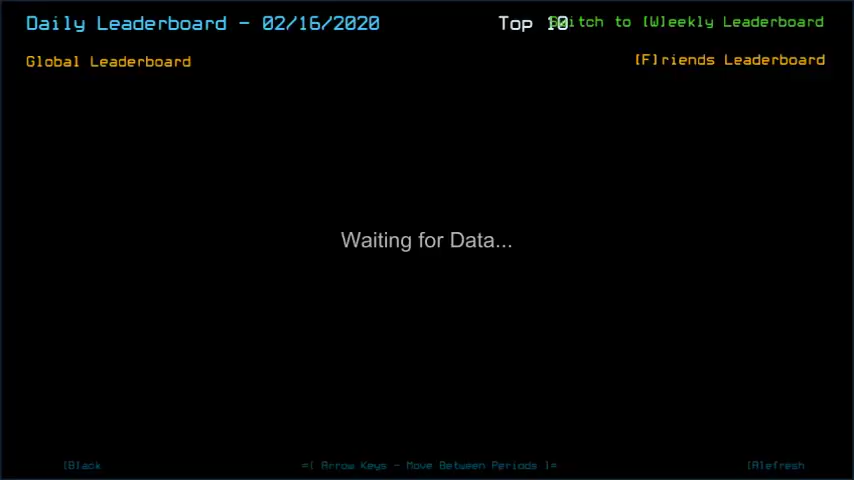 Daily Leaderboard - 02/16/2020
Top 10
Switch to [W]eekly Leaderboard
Global Leaderboard
[F]riends Leaderboard
Waiting for Data...
[B]ack
=[ Arrow Keys - Move Between Periods ]=
[R]efresh